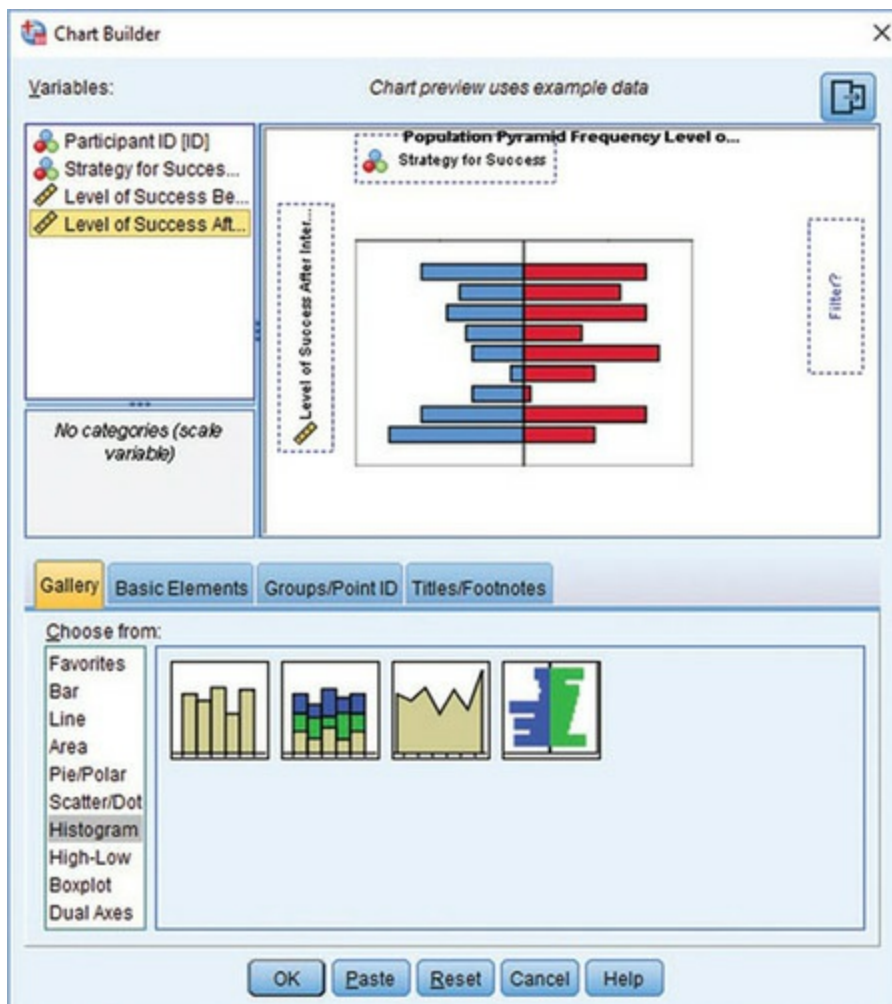 Chart Builder
Variables:
Chart preview uses example data
Participant ID [ID]
Strategy for Succes...
Level of Success Be...
Level of Success Aft...
No categories (scale
variable)
Population Pyramid Frequency Level o...
Strategy for Success
Level of Success After Inter...
Filter?
Gallery
Basic Elements
Groups/Point ID
Titles/Footnotes
Choose from:
Favorites
Bar
Line
Area
Pie/Polar
Scatter/Dot
Histogram
High-Low
Boxplot
Dual Axes
OK
Paste
Reset
Cancel
Help